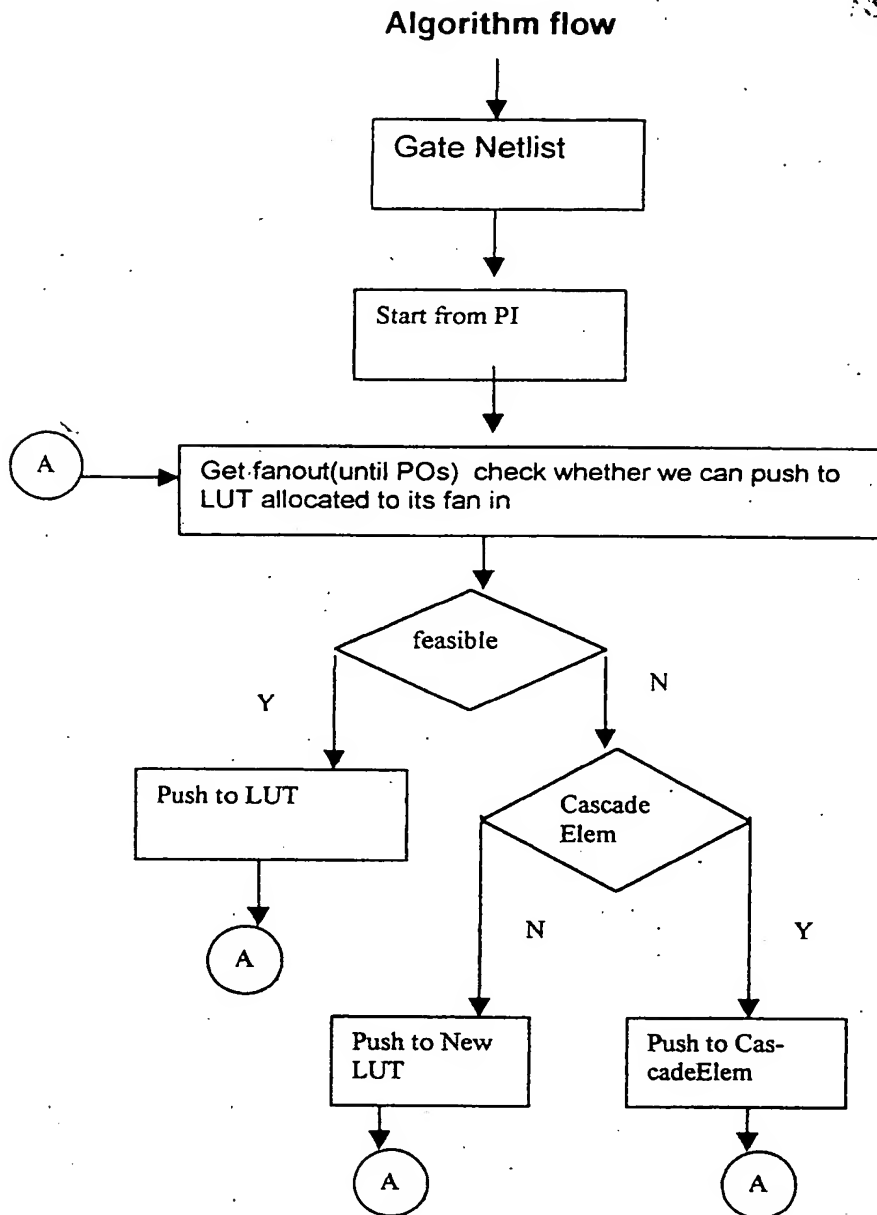 Algorithm flow
Gate Netlist
Start from PI
A
Get fanout(until POs) check whether we can push to
LUT allocated to its fan in
feasible
Y
N
Push to LUT
Cascade
Elem
A
N
Y
Push to New
LUT
Push to Cas-
cadeElem
A
A